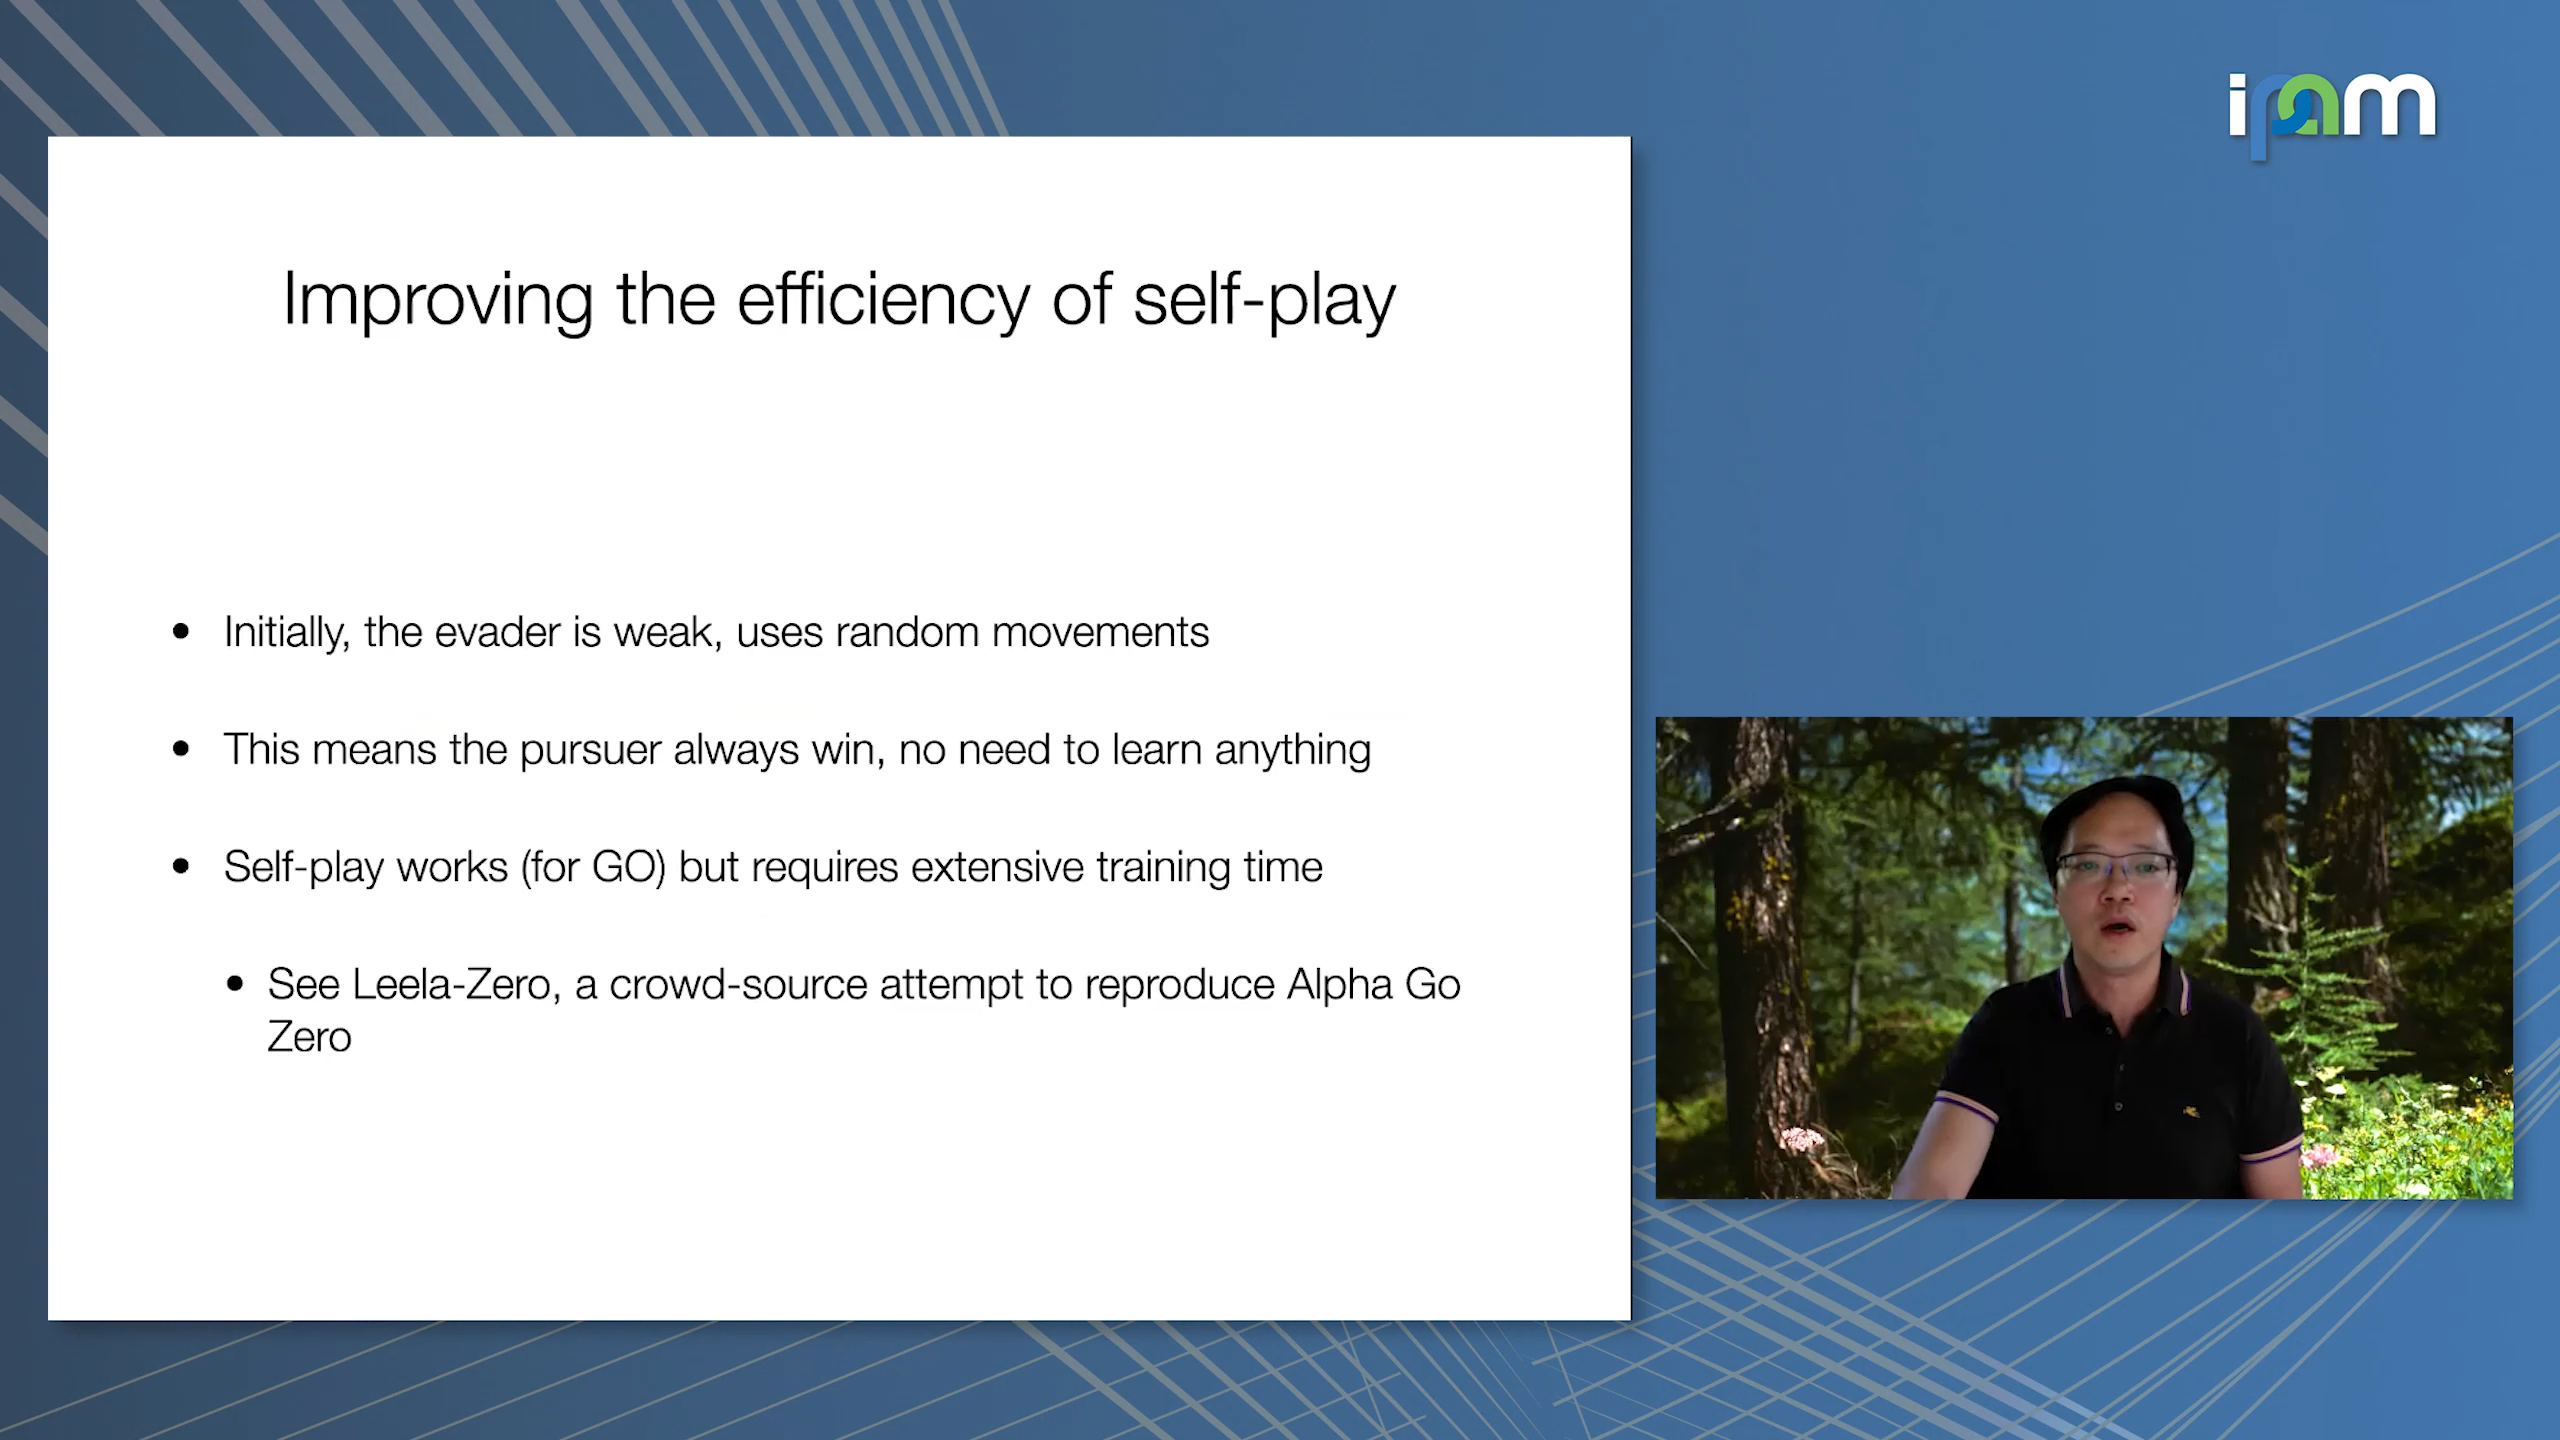 ipam
Improving the efficiency of self-play
• Initially, the evader is weak, uses random movements
• This means the pursuer always win, no need to learn anything
• Self-play works (for GO) but requires extensive training time
• See Leela-Zero, a crowd-source attempt to reproduce Alpha Go
Zero